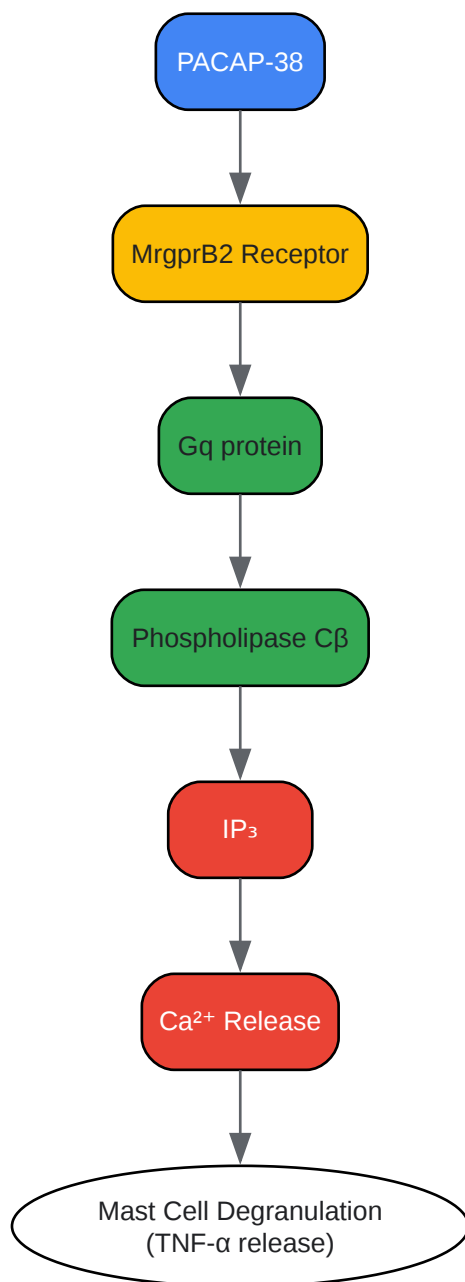 PACAP-38
MrgprB2 Receptor
Gq protein
Phospholipase Cβ
IP₃
Ca²⁺ Release
Mast Cell Degranulation
(TNF-α release)